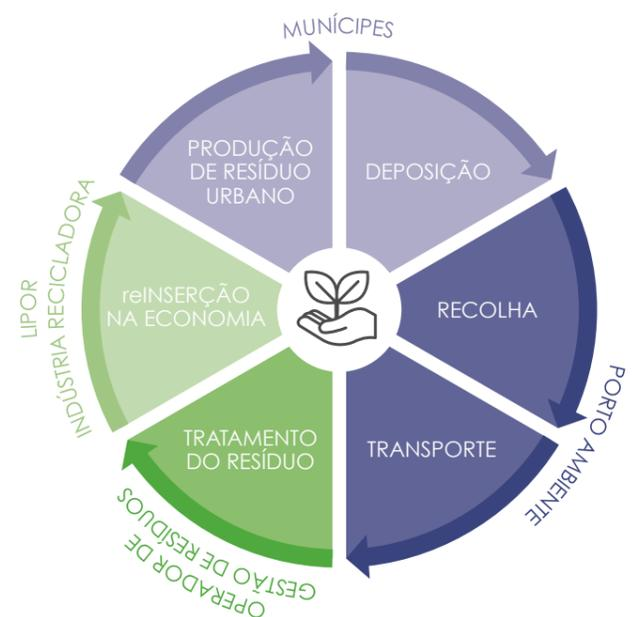 MUNÍCIPES
PRODUÇÃO
DE RESÍDUO
URBANO
DEPOSIÇÃO
RECOLHA
PORTO AMBIENTE
TRANSPORTE
TRATAMENTO
DO RESÍDUO
OPERADOR DE
GESTÃO DE RESÍDUOS
reINSERÇÃO
NA ECONOMIA
LIPOR
INDÚSTRIA RECICLADORA